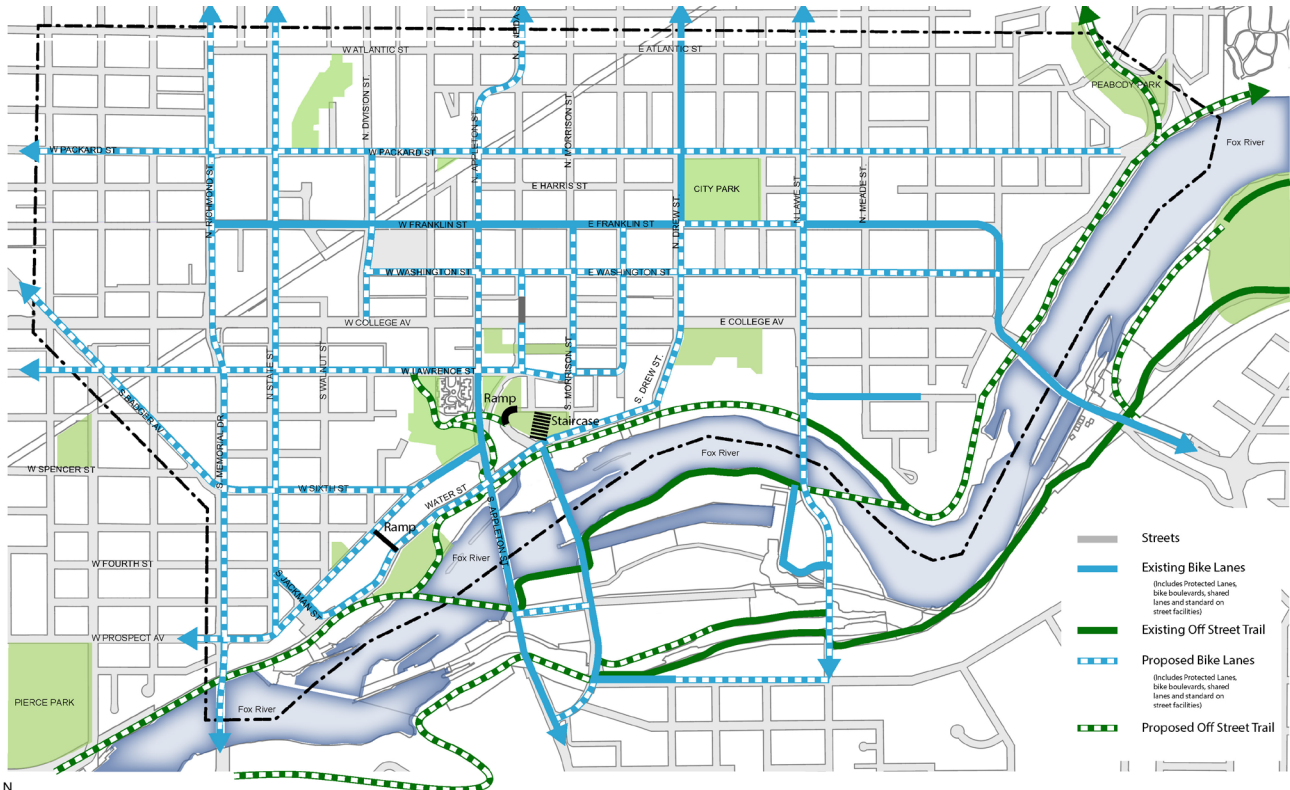 N. ONEIDA S
W ATLANTIC ST
E ATLANTIC ST
PEABODY PARK
N. DIVISION ST.
N. APPLETON ST.
N. MORRISON ST.
Fox River
W PACKARD ST
W PACKARD ST
E HARRIS ST
CITY PARK
N. RICHMOND ST.
N. DREW ST.
N LAWE ST
N. MEADE ST.
W FRANKLIN ST
E FRANKLIN ST
W WASHINGTON ST
E WASHINGTON ST
W COLLEGE AV
E COLLEGE AV
N STATE ST
S WALNUT ST
W LAWRENCE ST
S. MORRISON ST.
S. DREW ST.
S BADGER AV
S. MEMORIAL DR
Ramp
Staircase
Fox River
W SPENCER ST
W SIXTH ST
WATER ST
S. APPLETON ST
Ramp
Fox River
W FOURTH ST
S JACKMAN ST
W PROSPECT AV
PIERCE PARK
Fox River
Streets
Existing Bike Lanes
(Includes Protected Lanes,
bike boulevards, shared
lanes and standard on
street facilities)
Existing Off Street Trail
Proposed Bike Lanes
(Includes Protected Lanes,
bike boulevards, shared
lanes and standard on
street facilities)
Proposed Off Street Trail
N